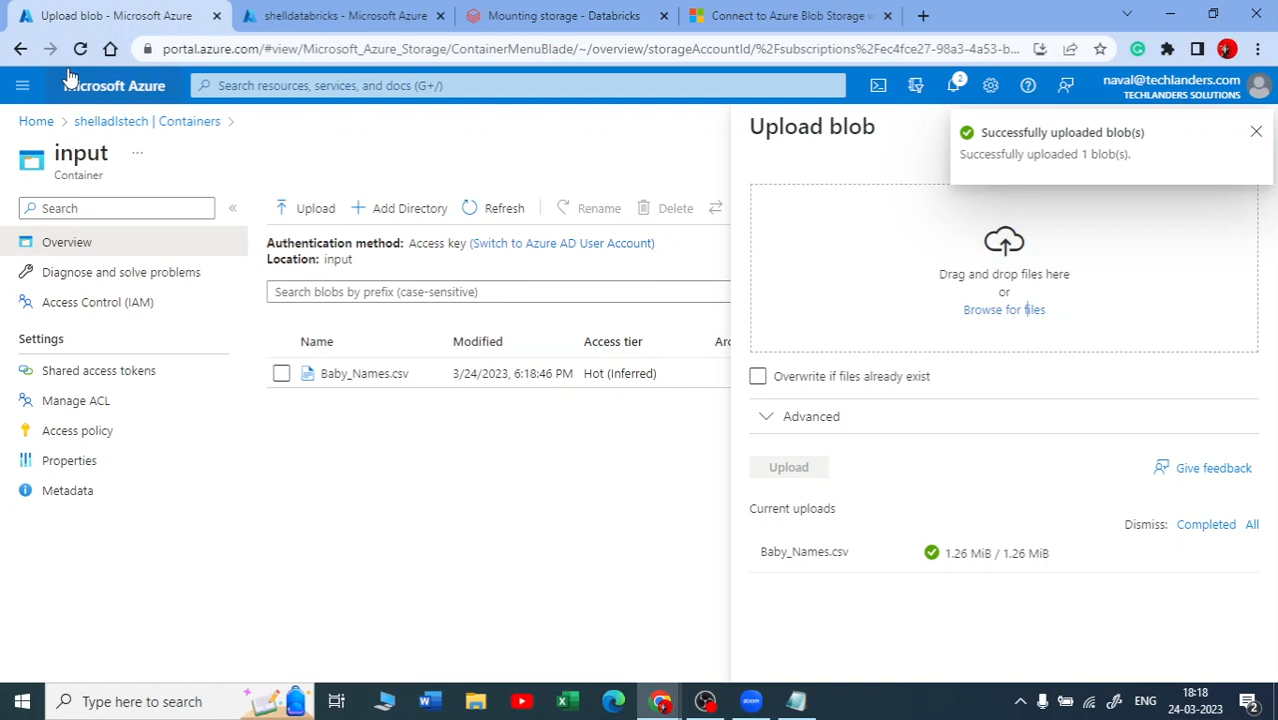 Upload blob - Microsoft Azure
shelldatabricks - Microsoft Azure
Mounting storage - Databricks
Connect to Azure Blob Storage w
portal.azure.com/#view/Microsoft_Azure_Storage/ContainerMenuBlade/~/overview/storageAccountId/%2Fsubscriptions%2Fec4fce27-98a3-4a53-b...
Microsoft Azure
Search resources, services, and docs (G+/)
2
naval@techlanders.com
TECHLANDERS SOLUTIONS
Home > shelladlstech | Containers >
input
...
Container
Search
«
Overview
Diagnose and solve problems
Access Control (IAM)
Settings
Shared access tokens
Manage ACL
Access policy
Properties
Metadata
Upload
Add Directory
Refresh
Rename
Delete
Authentication method: Access key (Switch to Azure AD User Account)
Location: input
Search blobs by prefix (case-sensitive)
Name Modified Access tier Arc
Baby_Names.csv 3/24/2023, 6:18:46 PM Hot (Inferred)
Upload blob
Successfully uploaded blob(s)
Successfully uploaded 1 blob(s).
Drag and drop files here
or
Browse for files
Overwrite if files already exist
Advanced
Upload
Give feedback
Current uploads
Dismiss: Completed All
Baby_Names.csv 1.26 MiB / 1.26 MiB
Type here to search
zoom
ENG
18:18
24-03-2023
2